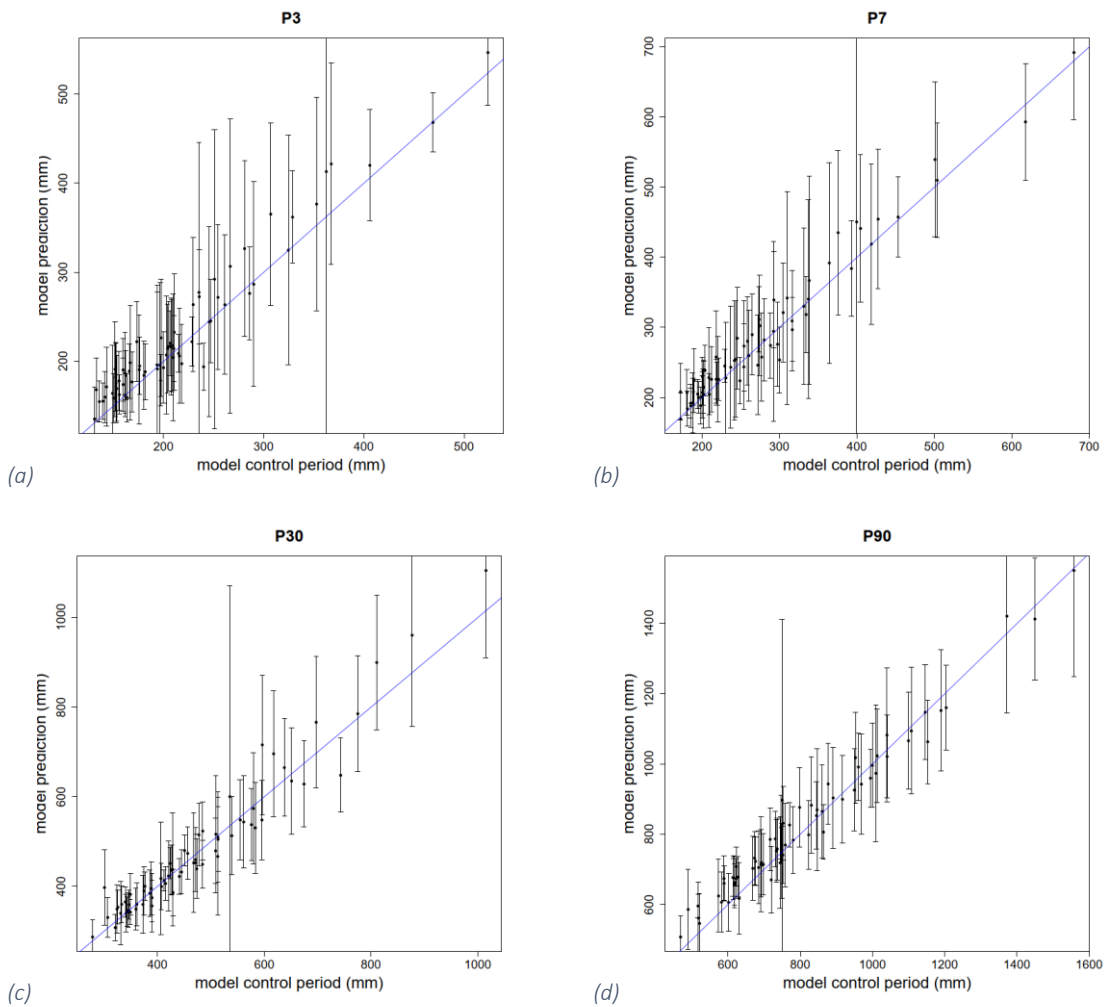 P3
500
400
300
200
model prediction (mm)
200 300 400 500
model control period (mm)
(a)
P7
700
600
500
400
300
200
model prediction (mm)
200 300 400 500 600 700
model control period (mm)
(b)
P30
1000
800
600
400
model prediction (mm)
400 600 800 1000
model control period (mm)
(c)
P90
1400
1200
1000
800
600
model prediction (mm)
600 800 1000 1200 1400 1600
model control period (mm)
(d)